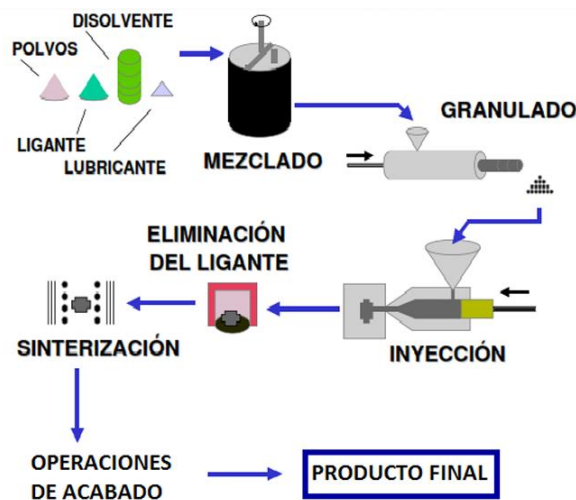 DISOLVENTE
POLVOS
LIGANTE
LUBRICANTE
MEZCLADO
GRANULADO
ELIMINACIÓN
DEL LIGANTE
SINTERIZACIÓN
INYECCIÓN
OPERACIONES
DE ACABADO
PRODUCTO FINAL